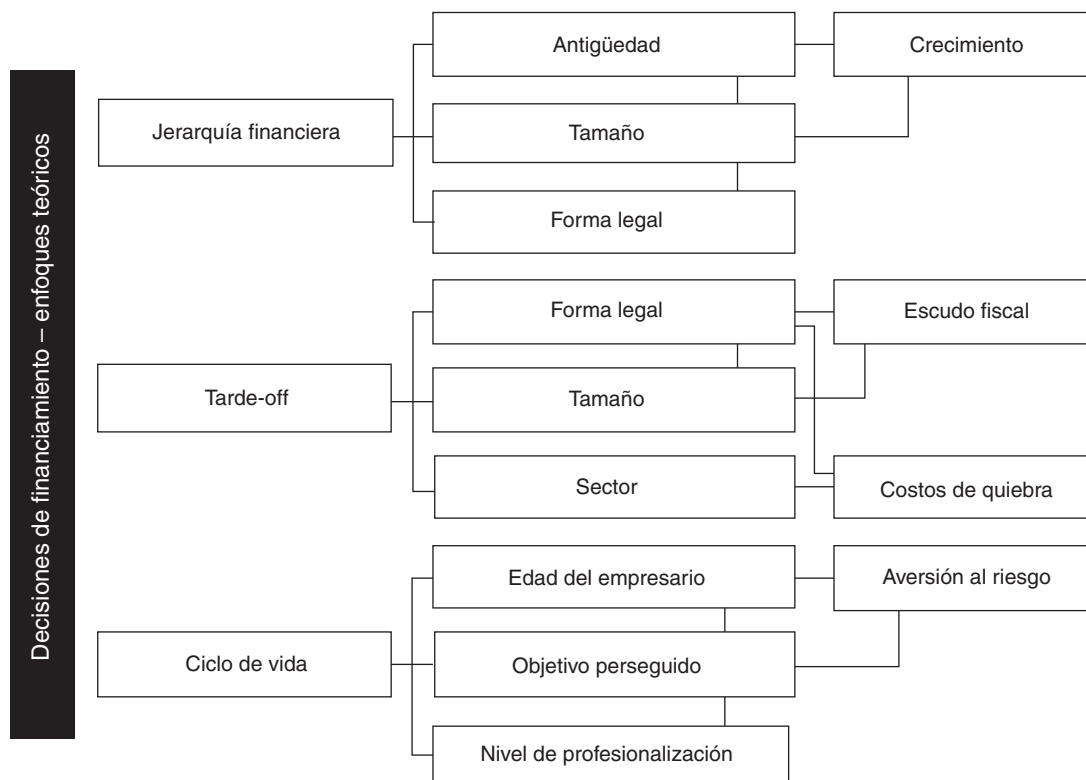 Decisiones de financiamiento – enfoques teóricos
Jerarquía financiera
Antigüedad
Crecimiento
Tamaño
Forma legal
Tarde-off
Forma legal
Escudo fiscal
Tamaño
Sector
Costos de quiebra
Ciclo de vida
Edad del empresario
Aversión al riesgo
Objetivo perseguido
Nivel de profesionalización